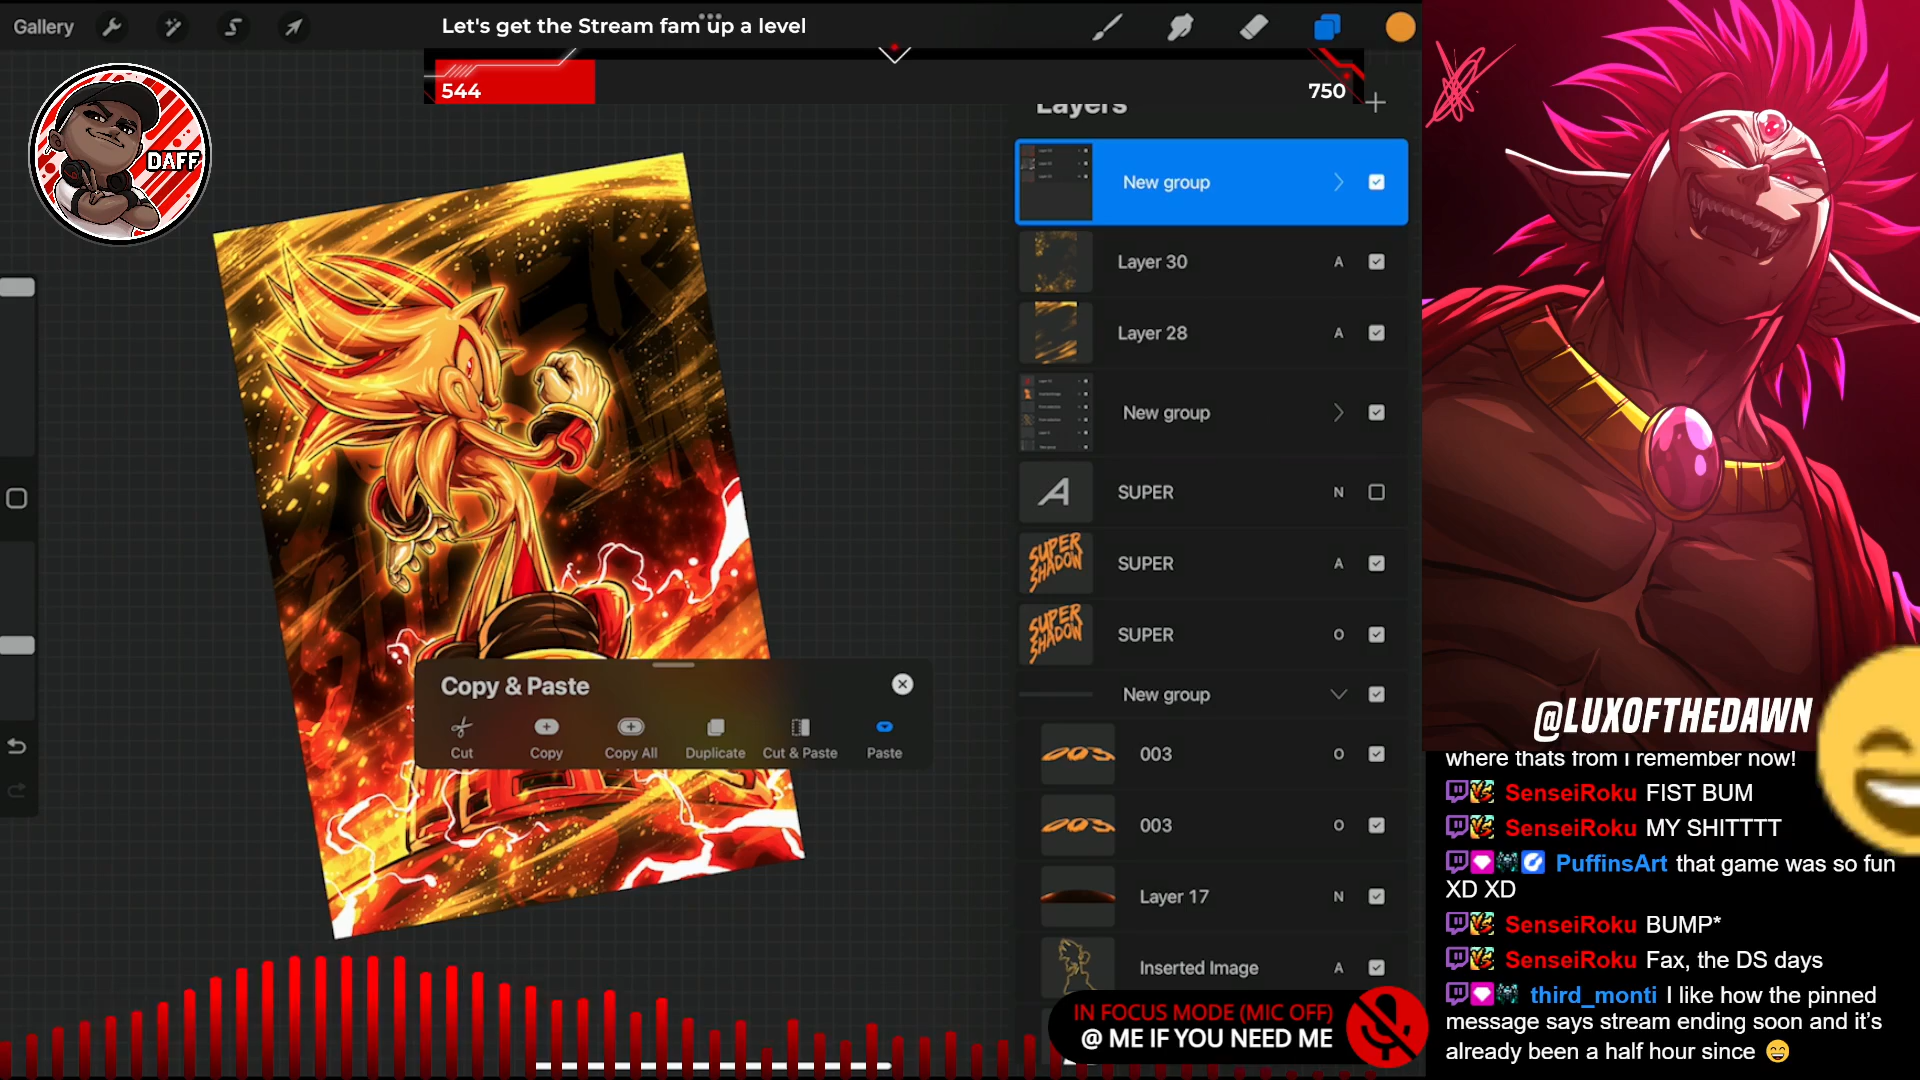 Gallery
Let's get the Stream fam up a level
544
750
DAFF
Layers
New group
Layer 30 A
Layer 28 A
New group
SUPER N
SUPER SHADOW
SUPER A
SUPER SHADOW
SUPER O
New group
003 O
003 O
Layer 17 N
Inserted Image A
Copy & Paste
Cut
Copy
Copy All
Duplicate
Cut & Paste
Paste
IN FOCUS MODE (MIC OFF)
@ ME IF YOU NEED ME
@LUXOFTHEDAWN
where thats from I remember now!
SenseiRoku FIST BUM
SenseiRoku MY SHITTTT
PuffinsArt that game was so fun
XD XD
SenseiRoku BUMP*
SenseiRoku Fax, the DS days
third_monti I like how the pinned
message says stream ending soon and it's
already been a half hour since 😄